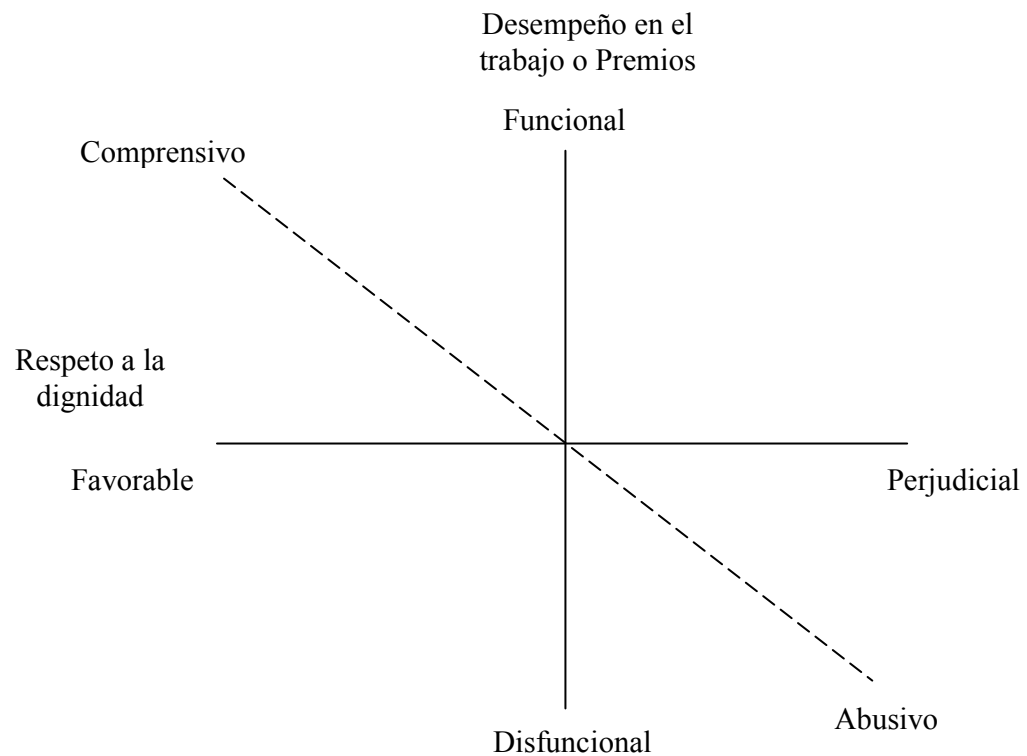 Desempeño en el
trabajo o Premios
Funcional
Comprensivo
Respeto a la
dignidad
Favorable
Perjudicial
Abusivo
Disfuncional